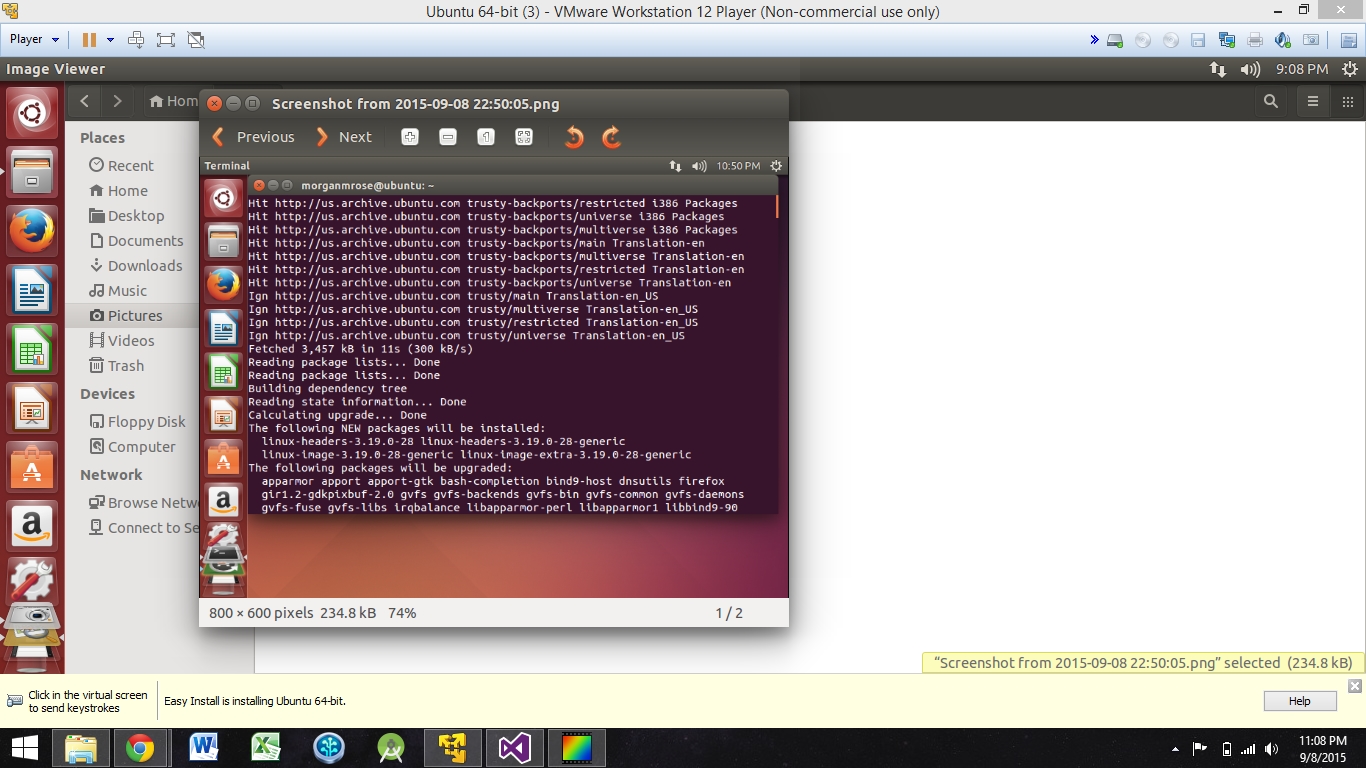 Ubuntu 64-bit (3) - VMware Workstation 12 Player (Non-commercial use only)
Player
Image Viewer
9:08 PM
Hom
Places
Recent
Home
Desktop
Documents
Downloads
Music
Pictures
Videos
Trash
Devices
Floppy Disk
Computer
Network
Browse Netw
Connect to Se
Screenshot from 2015-09-08 22:50:05.png
Previous
Next
Terminal
10:50 PM
morganmrose@ubuntu: ~
Hit http://us.archive.ubuntu.com trusty-backports/restricted i386 Packages
Hit http://us.archive.ubuntu.com trusty-backports/universe i386 Packages
Hit http://us.archive.ubuntu.com trusty-backports/multiverse i386 Packages
Hit http://us.archive.ubuntu.com trusty-backports/main Translation-en
Hit http://us.archive.ubuntu.com trusty-backports/multiverse Translation-en
Hit http://us.archive.ubuntu.com trusty-backports/restricted Translation-en
Hit http://us.archive.ubuntu.com trusty-backports/universe Translation-en
Ign http://us.archive.ubuntu.com trusty/main Translation-en_US
Ign http://us.archive.ubuntu.com trusty/multiverse Translation-en_US
Ign http://us.archive.ubuntu.com trusty/restricted Translation-en_US
Ign http://us.archive.ubuntu.com trusty/universe Translation-en_US
Fetched 3,457 kB in 11s (300 kB/s)
Reading package lists... Done
Reading package lists... Done
Building dependency tree
Reading state information... Done
Calculating upgrade... Done
The following NEW packages will be installed:
linux-headers-3.19.0-28 linux-headers-3.19.0-28-generic
linux-image-3.19.0-28-generic linux-image-extra-3.19.0-28-generic
The following packages will be upgraded:
apparmor apport apport-gtk bash-completion bind9-host dnsutils firefox
gir1.2-gdkpixbuf-2.0 gvfs gvfs-backends gvfs-bin gvfs-common gvfs-daemons
gvfs-fuse gvfs-libs irqbalance libapparmor-perl libapparmor1 libbind9-90
800 × 600 pixels 234.8 kB 74%
1 / 2
“Screenshot from 2015-09-08 22:50:05.png” selected (234.8 kB)
Click in the virtual screen
to send keystrokes
Easy Install is installing Ubuntu 64-bit.
Help
11:08 PM
9/8/2015